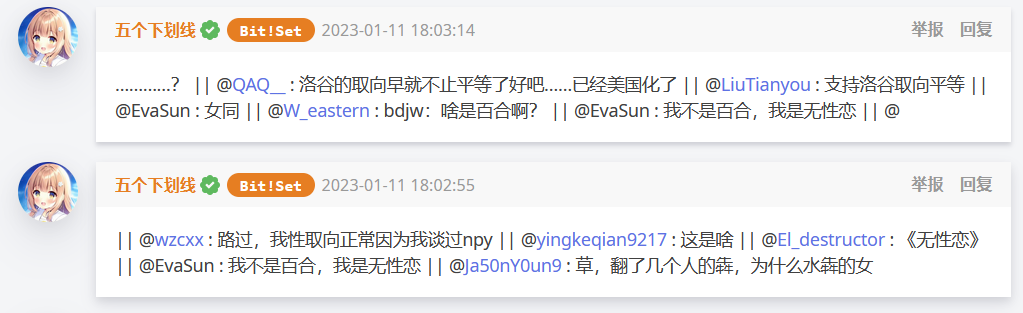 五个下划线 Bit!Set 2023-01-11 18:03:14 举报 回复
…………？ || @QAQ__ : 洛谷的取向早就不止平等了好吧……已经美国化了 || @LiuTianyou : 支持洛谷取向平等 ||
@EvaSun : 女同 || @W_eastern : bdjw：啥是百合啊？ || @EvaSun : 我不是百合，我是无性恋 || @
五个下划线 Bit!Set 2023-01-11 18:02:55 举报 回复
|| @wzcxx : 路过，我性取向正常因为我谈过npy || @yingkeqian9217 : 这是啥 || @El_destructor : 《无性恋》
|| @EvaSun : 我不是百合，我是无性恋 || @Ja50nY0un9 : 草，翻了几个人的犇，为什么水犇的女